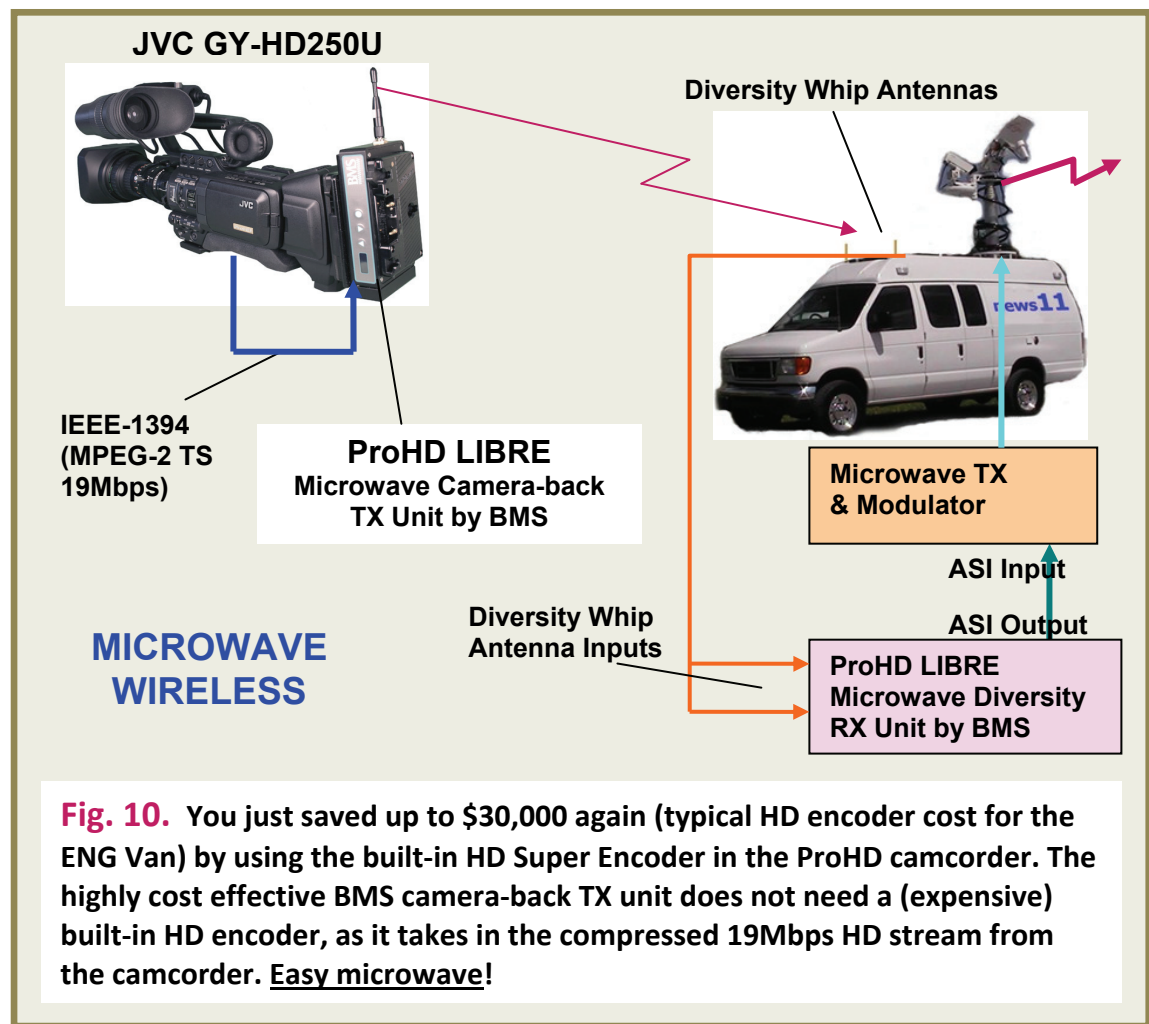 JVC GY-HD250U
Diversity Whip Antennas
BMS
JVC
news11
IEEE-1394
(MPEG-2 TS
19Mbps)
ProHD LIBRE
Microwave Camera-back
TX Unit by BMS
Microwave TX
& Modulator
ASI Input
ASI Output
Diversity Whip
Antenna Inputs
MICROWAVE
WIRELESS
ProHD LIBRE
Microwave Diversity
RX Unit by BMS
Fig. 10. You just saved up to $30,000 again (typical HD encoder cost for the
ENG Van) by using the built-in HD Super Encoder in the ProHD camcorder. The
highly cost effective BMS camera-back TX unit does not need a (expensive)
built-in HD encoder, as it takes in the compressed 19Mbps HD stream from
the camcorder. Easy microwave!